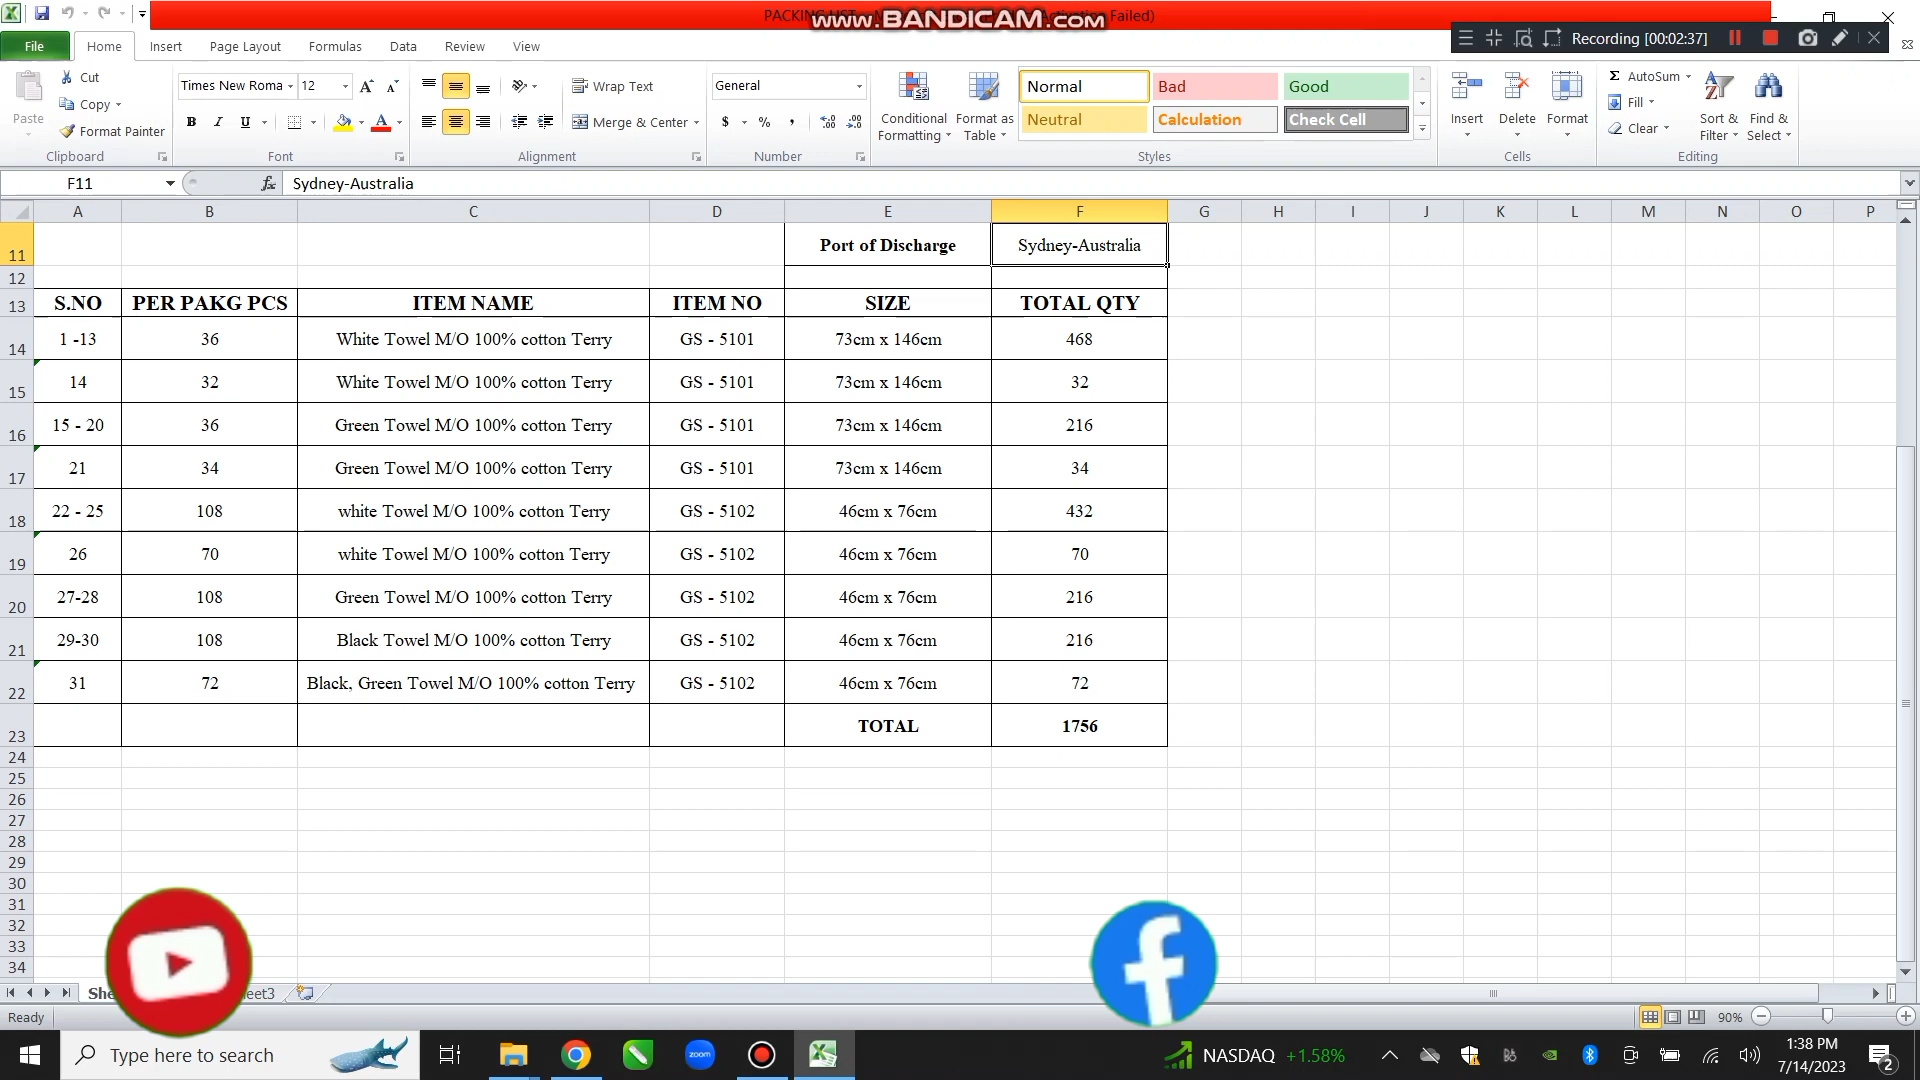 PACKING LIST
Failed)
www.BANDICAM.com
File Home Insert Page Layout Formulas Data Review View
Recording [00:02:37]
Paste
Cut
Copy
Format Painter
Clipboard
Times New Roma 12
B I U
Font
Wrap Text
Merge & Center
Alignment
General
$ % ,
Number
Conditional Formatting
Format as Table
Normal Bad Good
Neutral Calculation Check Cell
Styles
Insert Delete Format
Cells
Σ AutoSum
Fill
Clear
Sort & Filter
Find & Select
Editing
F11 fx Sydney-Australia
A B C D E F G H I J K L M N O P
11 Port of Discharge Sydney-Australia
12
13 S.NO PER PAKG PCS ITEM NAME ITEM NO SIZE TOTAL QTY
14 1 -13 36 White Towel M/O 100% cotton Terry GS - 5101 73cm x 146cm 468
15 14 32 White Towel M/O 100% cotton Terry GS - 5101 73cm x 146cm 32
16 15 - 20 36 Green Towel M/O 100% cotton Terry GS - 5101 73cm x 146cm 216
17 21 34 Green Towel M/O 100% cotton Terry GS - 5101 73cm x 146cm 34
18 22 - 25 108 white Towel M/O 100% cotton Terry GS - 5102 46cm x 76cm 432
19 26 70 white Towel M/O 100% cotton Terry GS - 5102 46cm x 76cm 70
20 27-28 108 Green Towel M/O 100% cotton Terry GS - 5102 46cm x 76cm 216
21 29-30 108 Black Towel M/O 100% cotton Terry GS - 5102 46cm x 76cm 216
22 31 72 Black, Green Towel M/O 100% cotton Terry GS - 5102 46cm x 76cm 72
23 TOTAL 1756
24
25
26
27
28
29
30
31
32
33
34
She eet3
Ready 90%
Type here to search
zoom
NASDAQ +1.58%
1:38 PM
7/14/2023
2